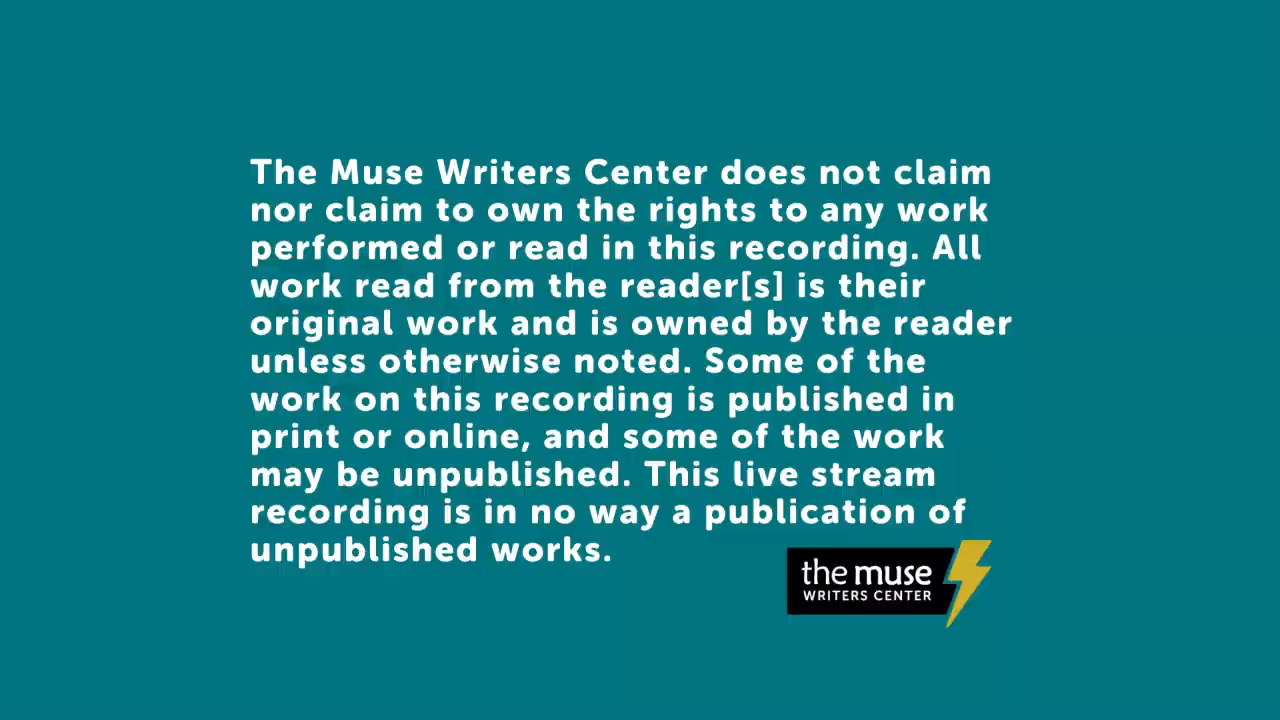 The Muse Writers Center does not claim
nor claim to own the rights to any work
performed or read in this recording. All
work read from the reader[s] is their
original work and is owned by the reader
unless otherwise noted. Some of the
work on this recording is published in
print or online, and some of the work
may be unpublished. This live stream
recording is in no way a publication of
unpublished works.
the muse
WRITERS CENTER